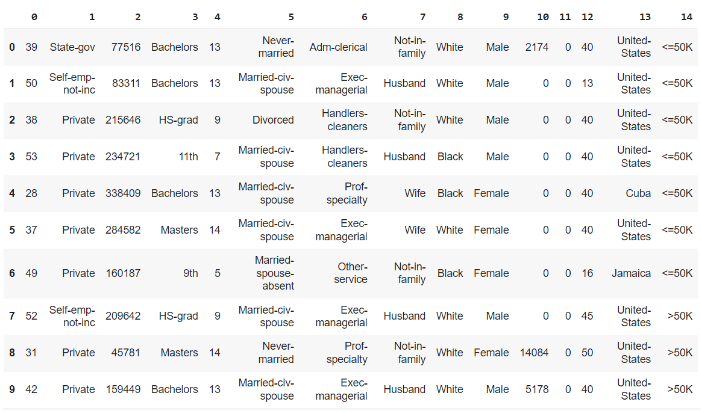 0 1 2 3 4 5 6 7 8 9 10 11 12 13 14
0 39 State-gov 77516 Bachelors 13 Never-married Adm-clerical Not-in-family White Male 2174 0 40 United-States <=50K
1 50 Self-emp-not-inc 83311 Bachelors 13 Married-civ-spouse Exec-managerial Husband White Male 0 0 13 United-States <=50K
2 38 Private 215646 HS-grad 9 Divorced Handlers-cleaners Not-in-family White Male 0 0 40 United-States <=50K
3 53 Private 234721 11th 7 Married-civ-spouse Handlers-cleaners Husband Black Male 0 0 40 United-States <=50K
4 28 Private 338409 Bachelors 13 Married-civ-spouse Prof-specialty Wife Black Female 0 0 40 Cuba <=50K
5 37 Private 284582 Masters 14 Married-civ-spouse Exec-managerial Wife White Female 0 0 40 United-States <=50K
6 49 Private 160187 9th 5 Married-spouse-absent Other-service Not-in-family Black Female 0 0 16 Jamaica <=50K
7 52 Self-emp-not-inc 209642 HS-grad 9 Married-civ-spouse Exec-managerial Husband White Male 0 0 45 United-States >50K
8 31 Private 45781 Masters 14 Never-married Prof-specialty Not-in-family White Female 14084 0 50 United-States >50K
9 42 Private 159449 Bachelors 13 Married-civ-spouse Exec-managerial Husband White Male 5178 0 40 United-States >50K